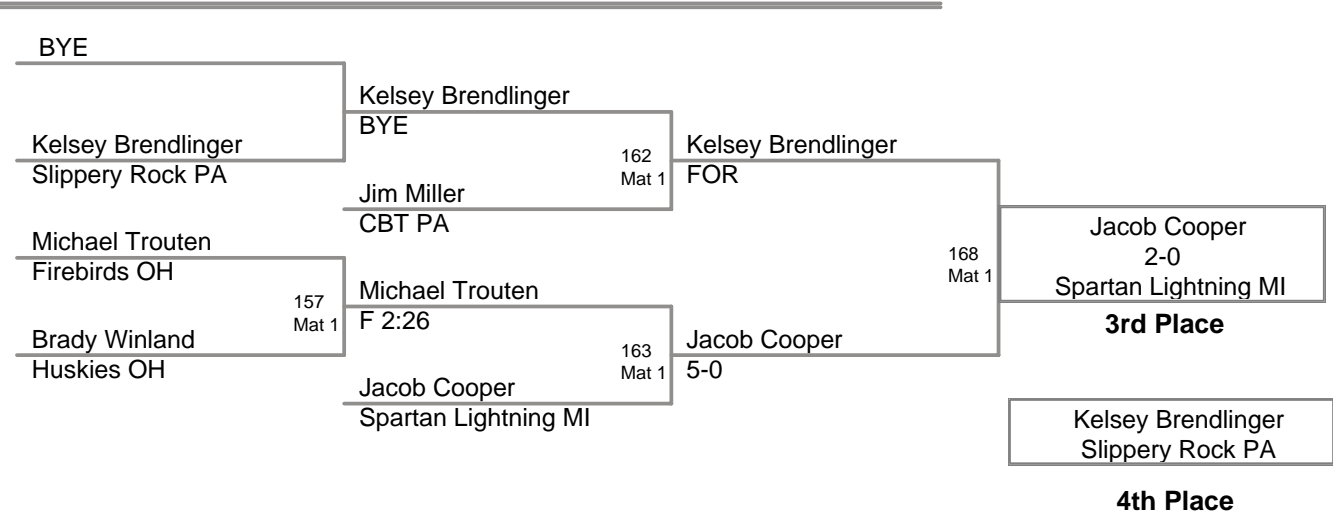 BYE
Kelsey Brendlinger
Slippery Rock PA
Michael Trouten
Firebirds OH
157
Mat 1
Brady Winland
Huskies OH
Kelsey Brendlinger
BYE
162
Mat 1
Jim Miller
CBT PA
Michael Trouten
F 2:26
163
Mat 1
Jacob Cooper
Spartan Lightning MI
Kelsey Brendlinger
FOR
168
Mat 1
Jacob Cooper
5-0
Jacob Cooper
2-0
Spartan Lightning MI
3rd Place
Kelsey Brendlinger
Slippery Rock PA
4th Place